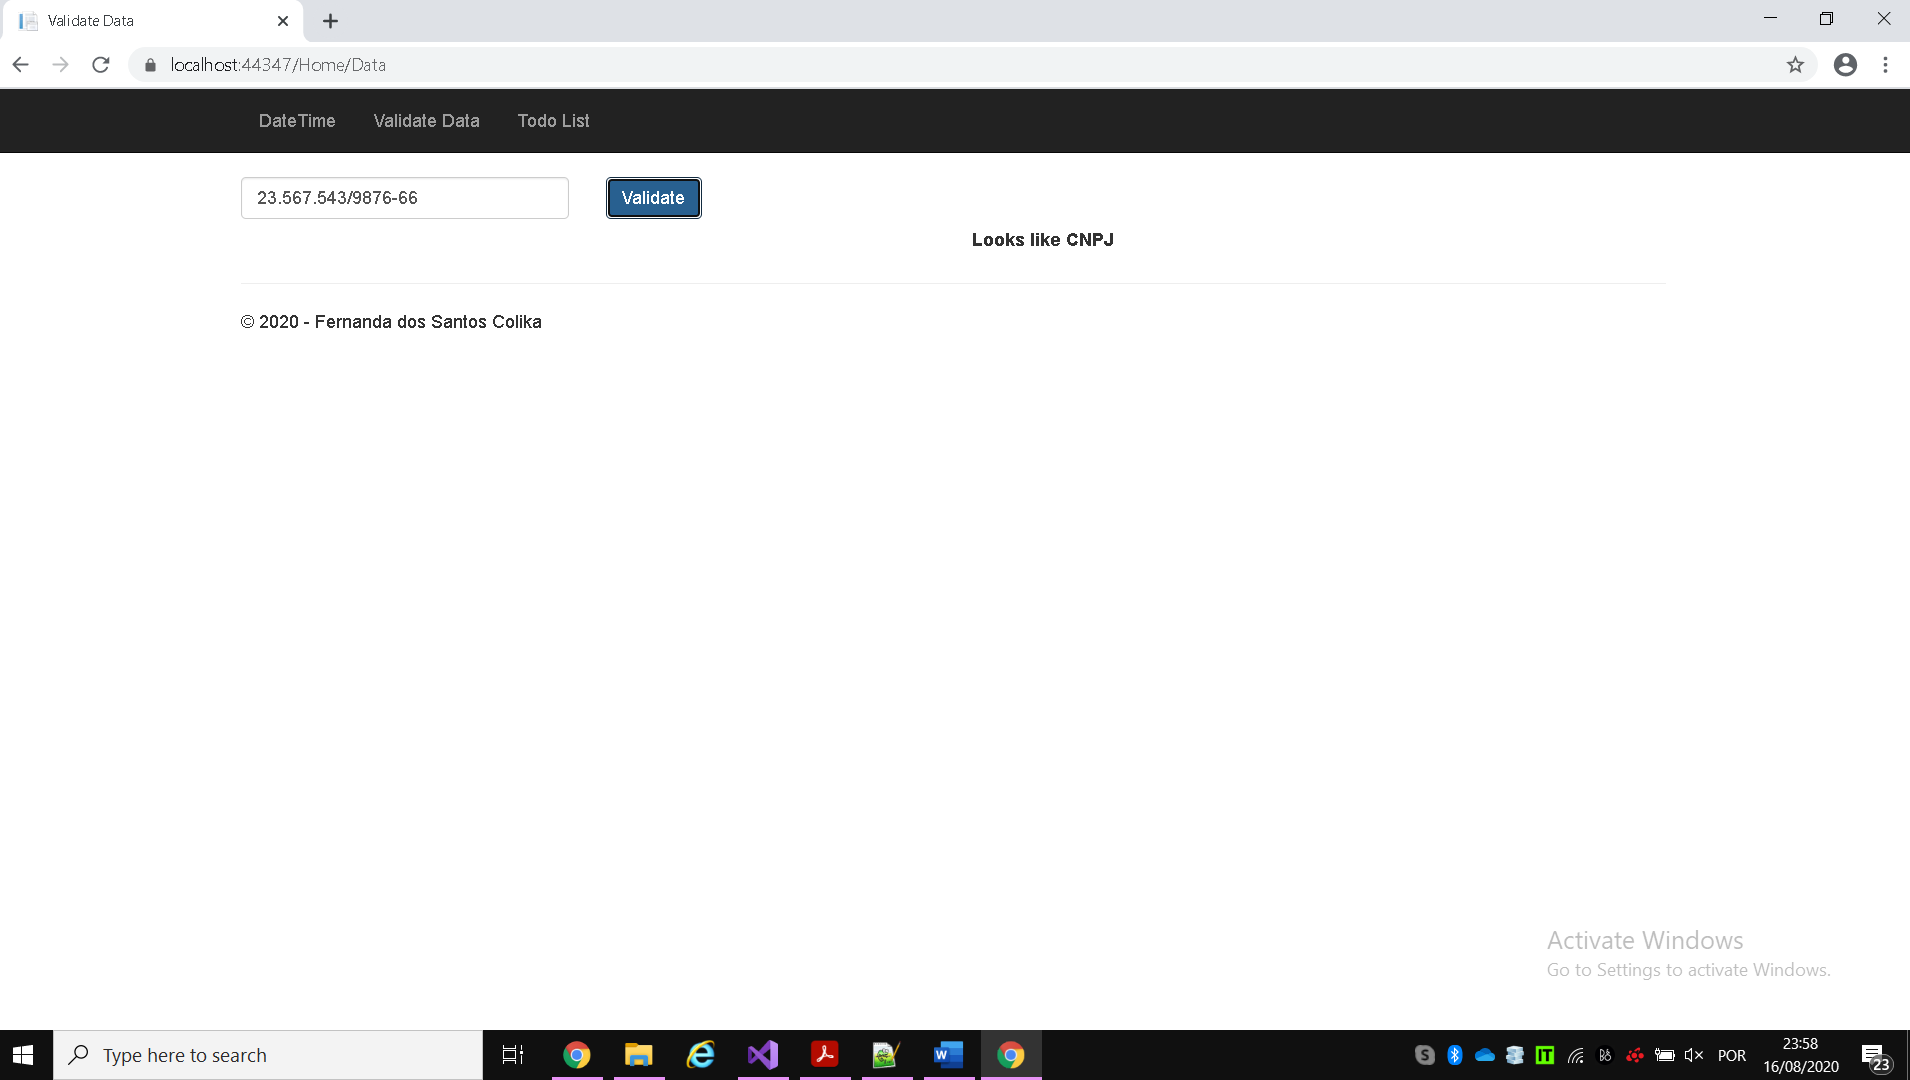 Validate Data
localhost:44347/Home/Data
DateTime Validate Data Todo List
23.567.543/9876-66 Validate
Looks like CNPJ
© 2020 - Fernanda dos Santos Colika
Activate Windows
Go to Settings to activate Windows.
Type here to search
POR
23:58
16/08/2020
23